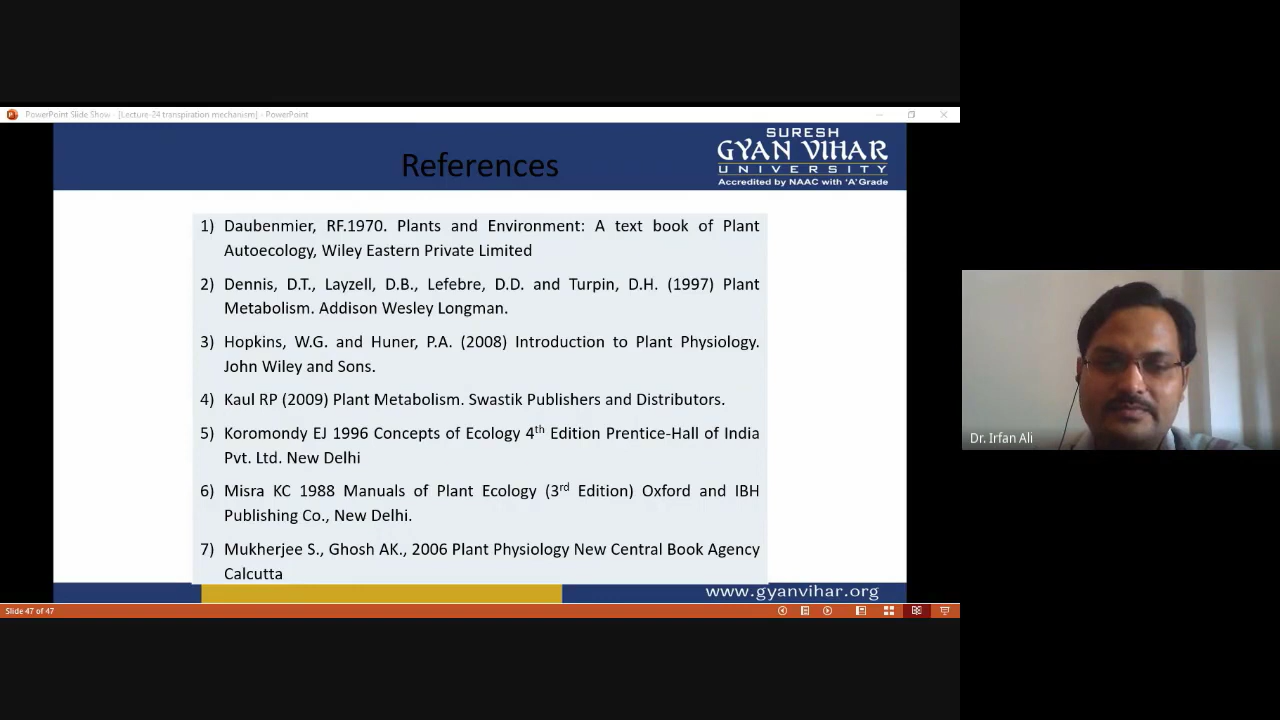 PowerPoint Slide Show - [Lecture-24 transpiration mechanism] - PowerPoint
SURESH
GYAN VIHAR
UNIVERSITY
Accredited by NAAC with 'A' Grade
References
1) Daubenmier, RF.1970. Plants and Environment: A text book of Plant
Autoecology, Wiley Eastern Private Limited
2) Dennis, D.T., Layzell, D.B., Lefebre, D.D. and Turpin, D.H. (1997) Plant
Metabolism. Addison Wesley Longman.
3) Hopkins, W.G. and Huner, P.A. (2008) Introduction to Plant Physiology.
John Wiley and Sons.
4) Kaul RP (2009) Plant Metabolism. Swastik Publishers and Distributors.
5) Koromondy EJ 1996 Concepts of Ecology 4th Edition Prentice-Hall of India
Pvt. Ltd. New Delhi
6) Misra KC 1988 Manuals of Plant Ecology (3rd Edition) Oxford and IBH
Publishing Co., New Delhi.
7) Mukherjee S., Ghosh AK., 2006 Plant Physiology New Central Book Agency
Calcutta
www.gyanvihar.org
Slide 47 of 47
Dr. Irfan Ali